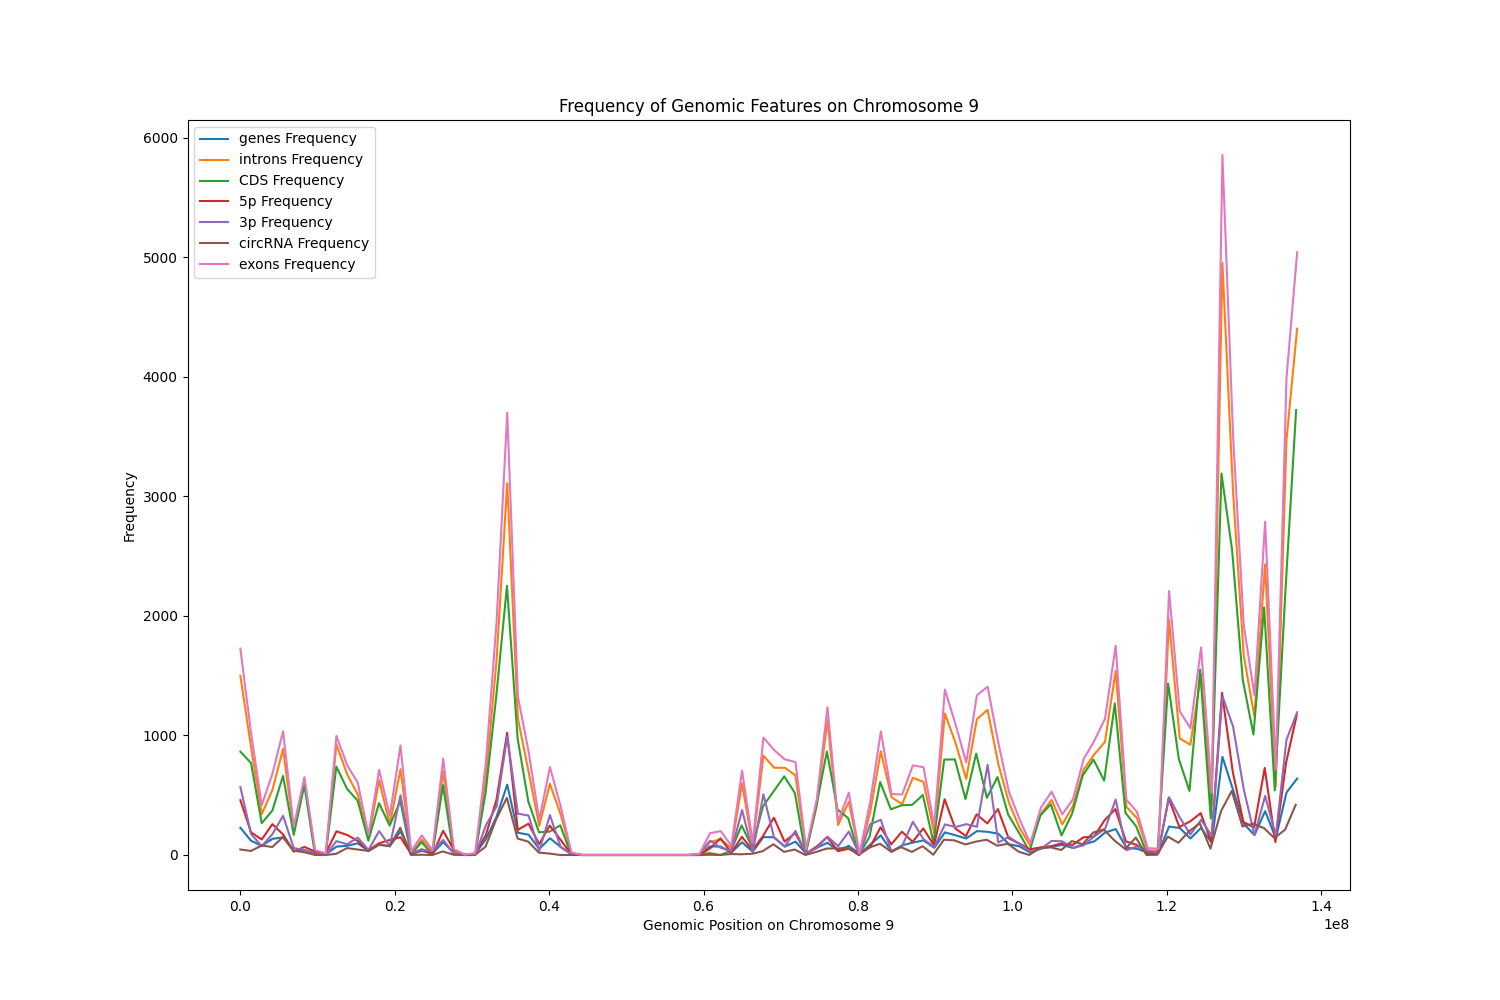 Frequency of Genomic Features on Chromosome 9
genes Frequency
introns Frequency
CDS Frequency
5p Frequency
3p Frequency
circRNA Frequency
exons Frequency
6000
5000
4000
3000
2000
1000
0
Frequency
0.0 0.2 0.4 0.6 0.8 1.0 1.2 1.4
1e8
Genomic Position on Chromosome 9